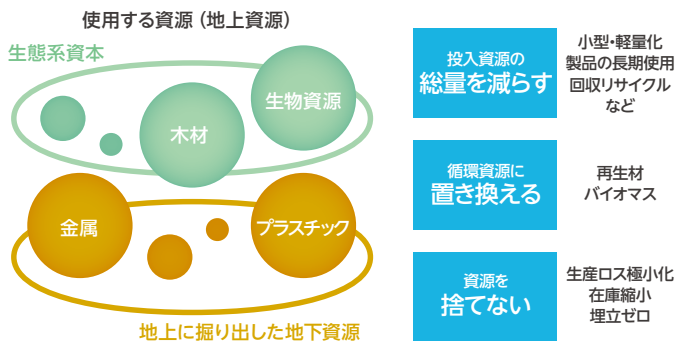 使用する資源（地上資源）
生態系資本
生物資源
木材
金属
プラスチック
地上に掘り出した地下資源
投入資源の
総量を減らす
小型・軽量化
製品の長期使用
回収リサイクル
など
循環資源に
置き換える
再生材
バイオマス
資源を
捨てない
生産ロス極小化
在庫縮小
埋立ゼロ